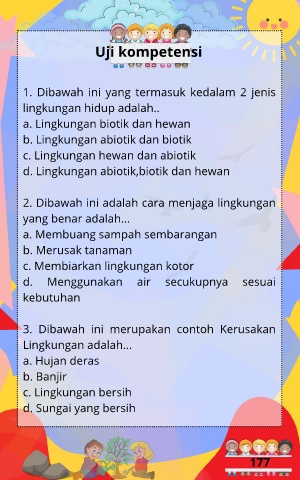 Uji kompetensi
1. Dibawah ini yang termasuk kedalam 2 jenis
lingkungan hidup adalah..
a. Lingkungan biotik dan hewan
b. Lingkungan abiotik dan biotik
c. Lingkungan hewan dan abiotik
d. Lingkungan abiotik,biotik dan hewan
2. Dibawah ini adalah cara menjaga lingkungan
yang benar adalah...
a. Membuang sampah sembarangan
b. Merusak tanaman
c. Membiarkan lingkungan kotor
d. Menggunakan air secukupnya sesuai
kebutuhan
3. Dibawah ini merupakan contoh Kerusakan
Lingkungan adalah...
a. Hujan deras
b. Banjir
c. Lingkungan bersih
d. Sungai yang bersih
177